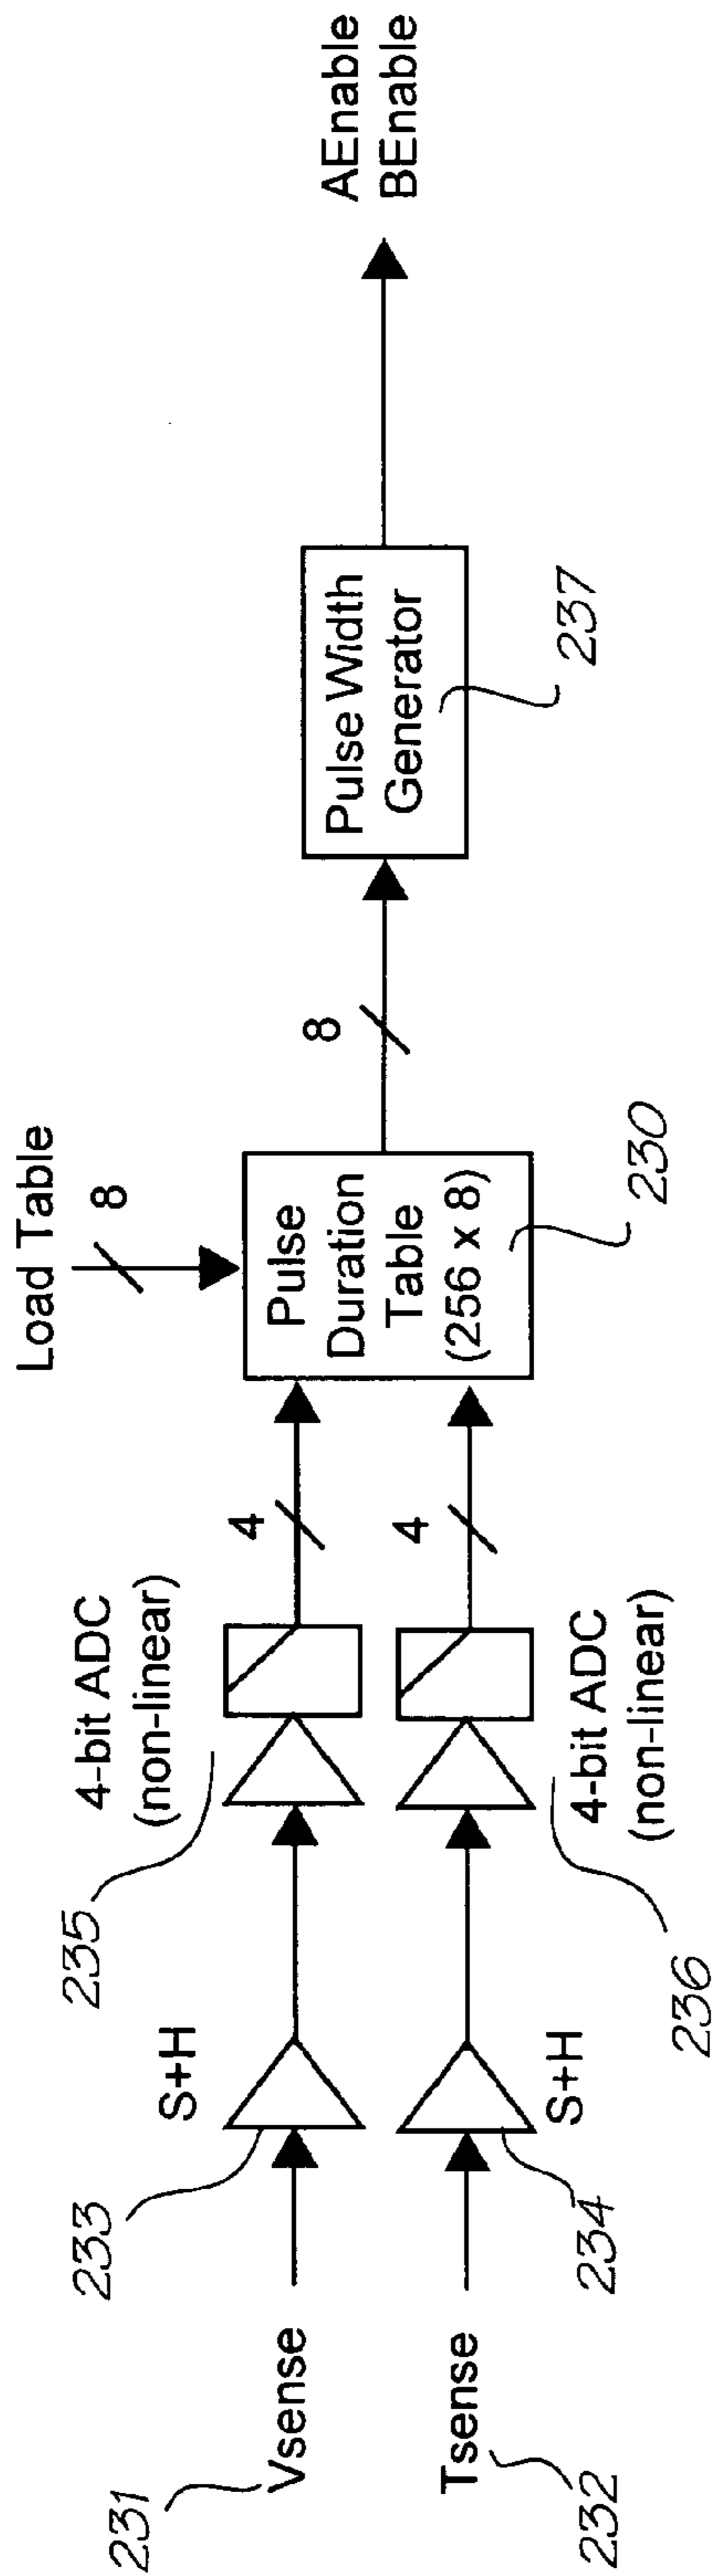 Load Table
8
4-bit ADC
(non-linear)
235
S+H
233
231
Vsense
4
Pulse
Duration
Table
(256 x 8)
230
8
Pulse Width
Generator
237
AEnable
BEnable
Tsense
232
S+H
234
4-bit ADC
(non-linear)
236
4